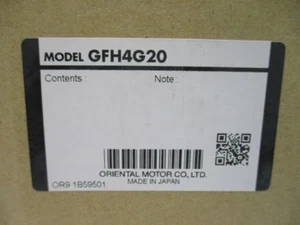 MODEL GFH4G20
Contents : Note :
ORIENTAL MOTOR CO., LTD.
MADE IN JAPAN
OR9 1B59501